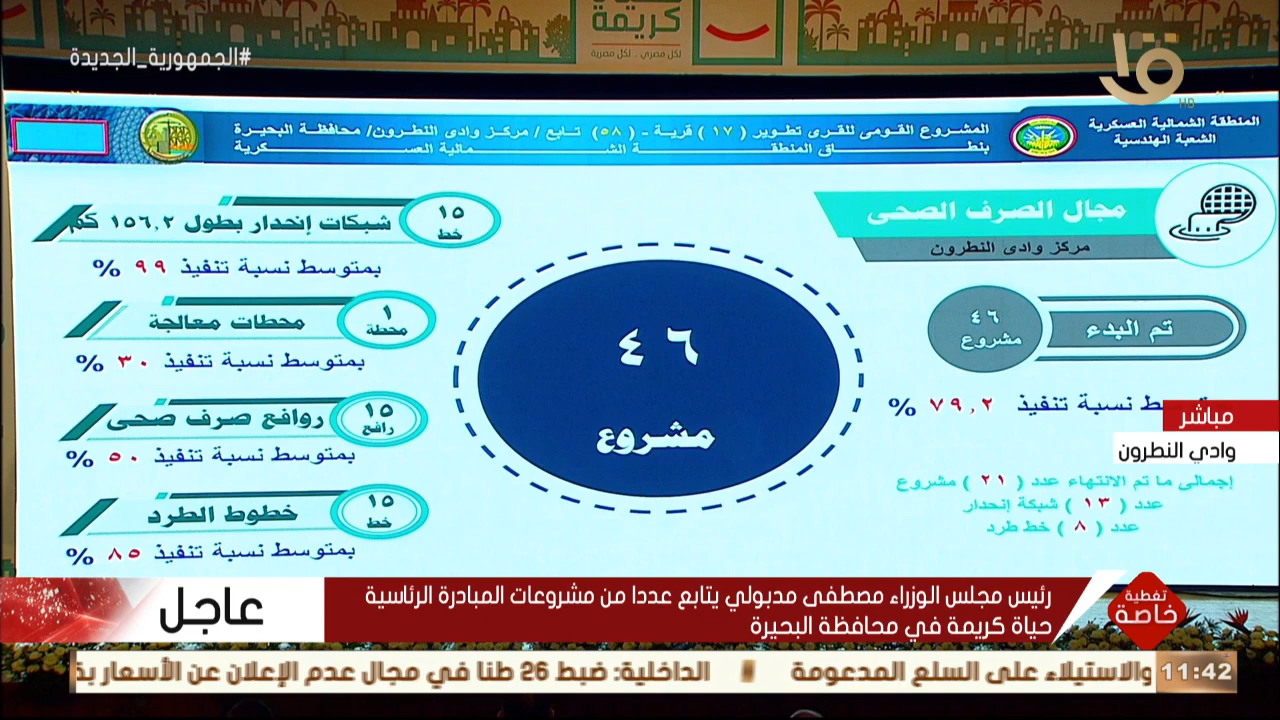 #الجمهورية_الجديدة
كريمة
لكل مصري .. لكل مصرية
HD
المنطقة الشمالية العسكرية
الشعبة الهندسية
المشروع القومى للقرى تطوير ( ١٧ ) قرية - ( ٥٨ ) تابع / مركز وادى النطرون/ محافظة البحيرة
بنطاق المنطقة الشمالية العسكرية
مجال الصرف الصحى
مركز وادى النطرون
تم البدء
٤٦
مشروع
نسبة تنفيذ ٧٩,٢ %
إجمالى ما تم الانتهاء عدد ( ٢١ ) مشروع
عدد ( ١٣ ) شبكة إنحدار
عدد ( ٨ ) خط طرد
٤٦
مشروع
١٥
خط
شبكات إنحدار بطول ١٥٦,٢ كم
بمتوسط نسبة تنفيذ ٩٩ %
١
محطة
محطات معالجة
بمتوسط نسبة تنفيذ ٣٠ %
١٥
رافع
روافع صرف صحى
بمتوسط نسبة تنفيذ ٥٠ %
١٥
خط
خطوط الطرد
بمتوسط نسبة تنفيذ ٨٥ %
مباشر
وادي النطرون
تغطية
خاصة
رئيس مجلس الوزراء مصطفى مدبولي يتابع عددا من مشروعات المبادرة الرئاسية
حياة كريمة في محافظة البحيرة
عاجل
11:42
والاستيلاء على السلع المدعومة
الداخلية: ضبط 26 طنا في مجال عدم الإعلان عن الأسعار